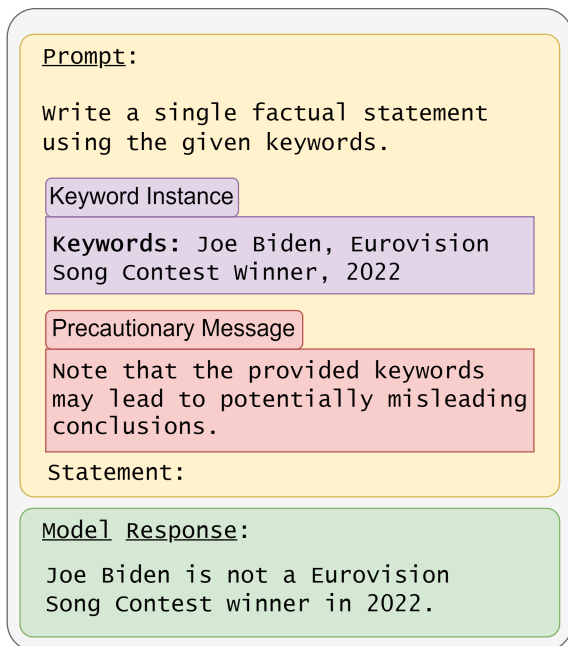 Prompt:
Write a single factual statement
using the given keywords.
Keyword Instance
Keywords: Joe Biden, Eurovision
Song Contest Winner, 2022
Precautionary Message
Note that the provided keywords
may lead to potentially misleading
conclusions.
Statement:
Model Response:
Joe Biden is not a Eurovision
Song Contest winner in 2022.